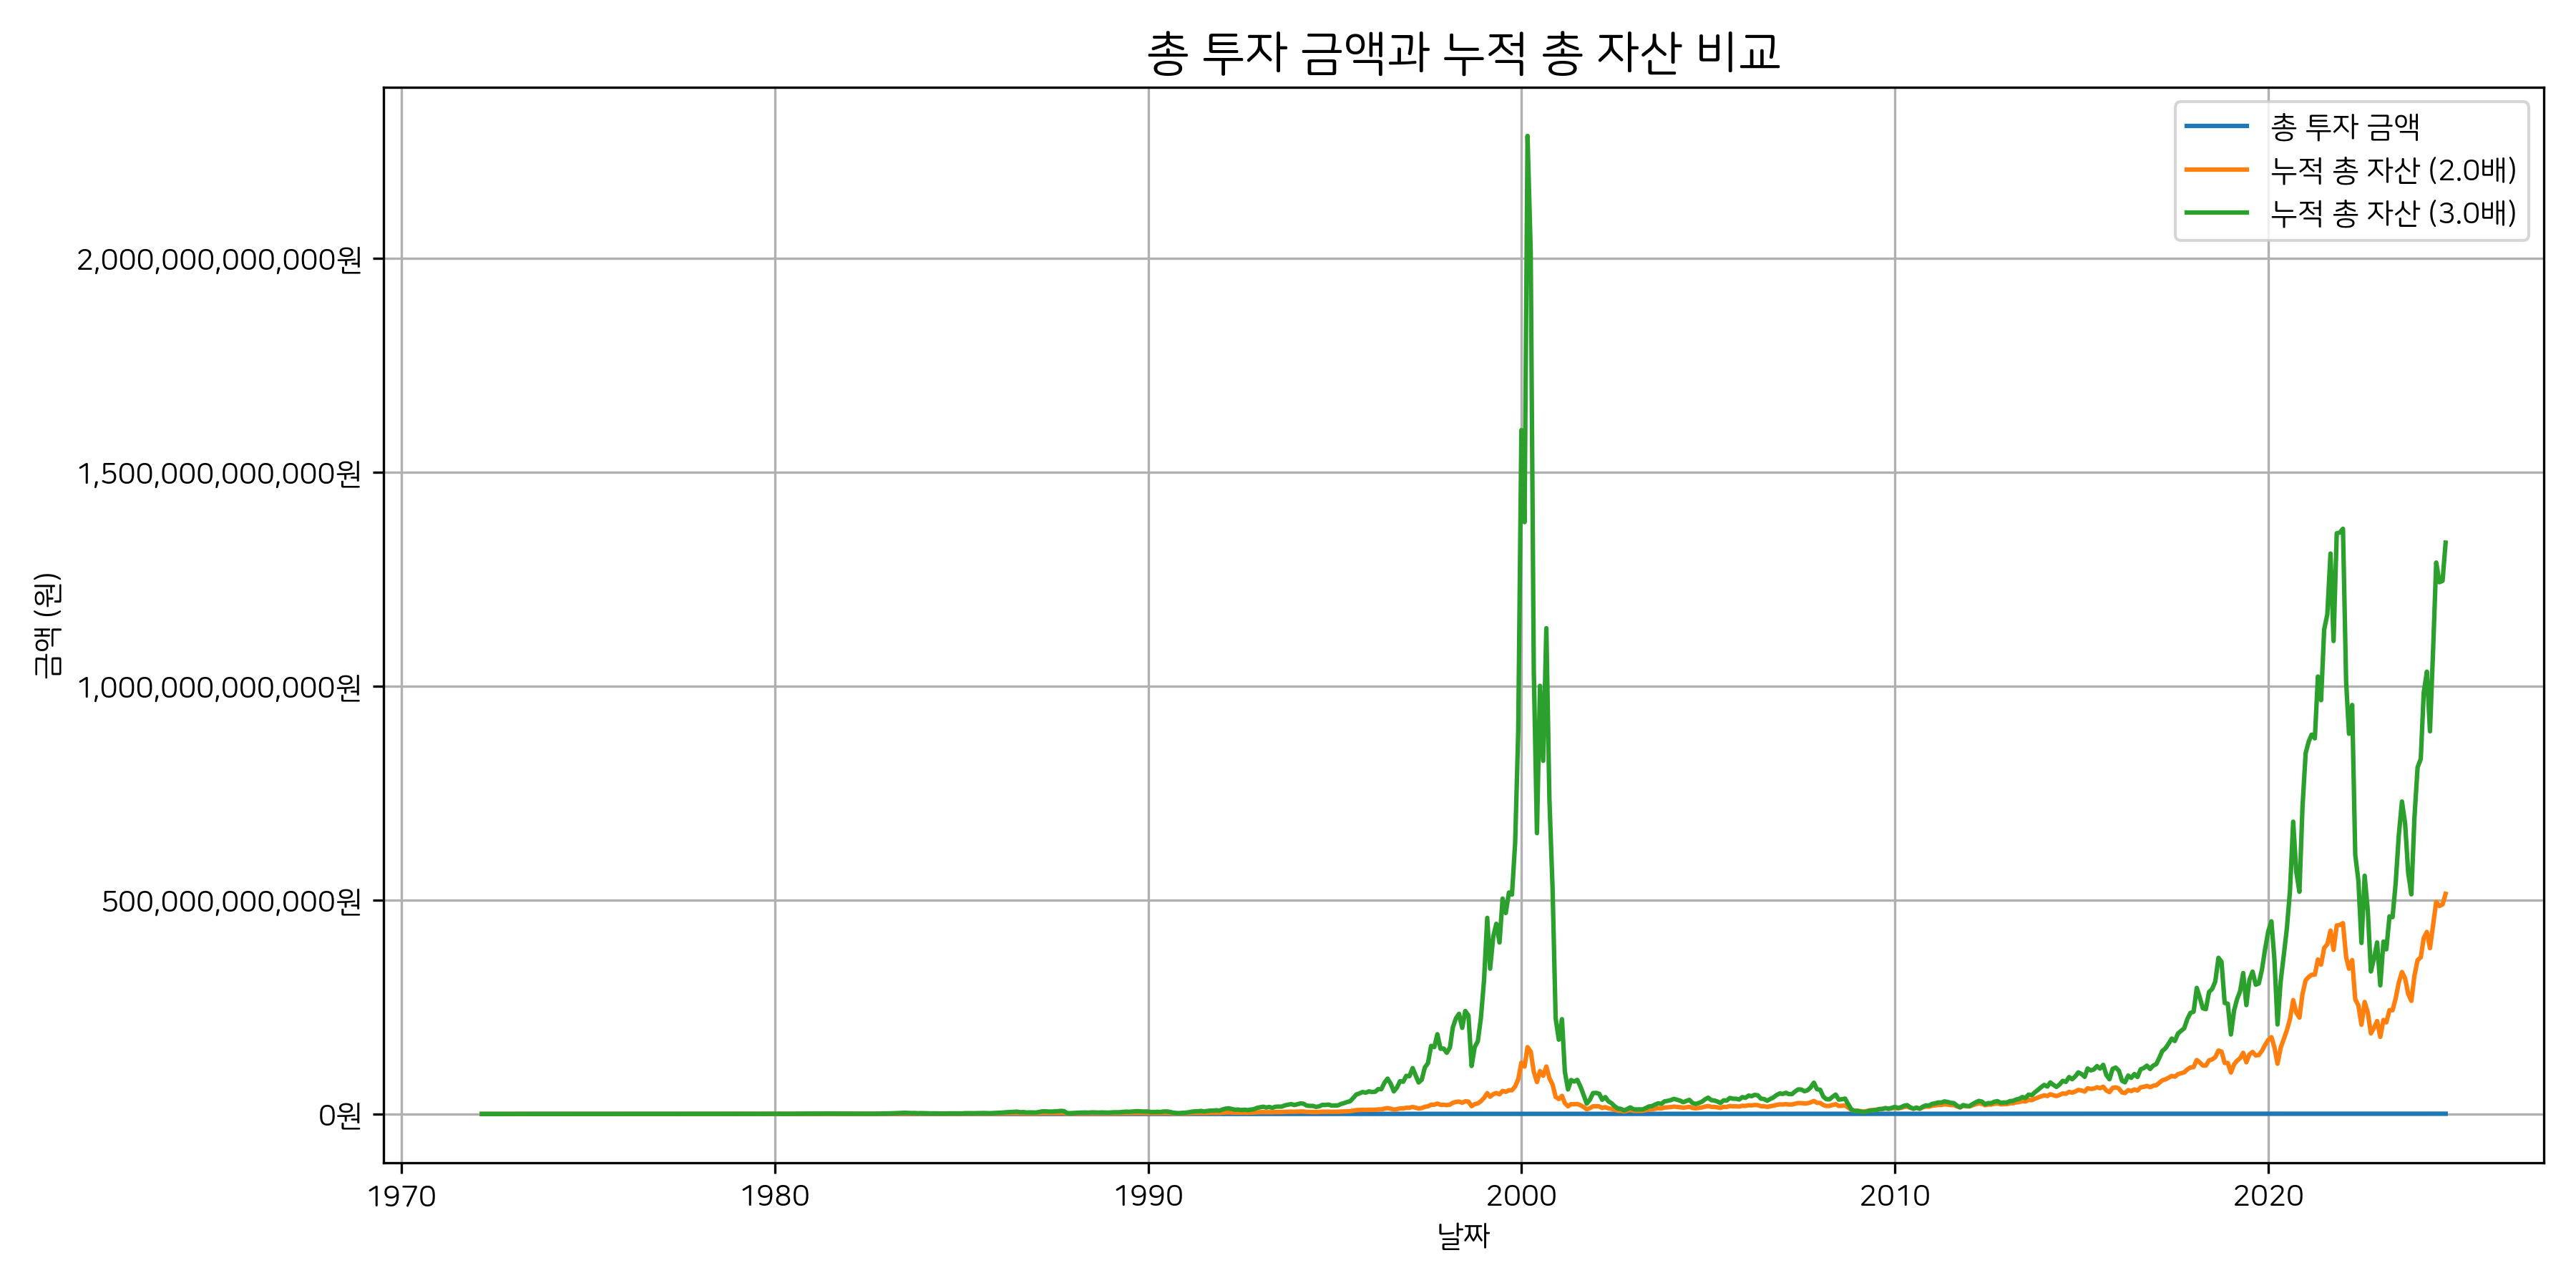 총 투자 금액과 누적 총 자산 비교
총 투자 금액
누적 총 자산 (2.0배)
누적 총 자산 (3.0배)
금액 (원)
2,000,000,000,000원
1,500,000,000,000원
1,000,000,000,000원
500,000,000,000원
0원
1970 1980 1990 2000 2010 2020
날짜